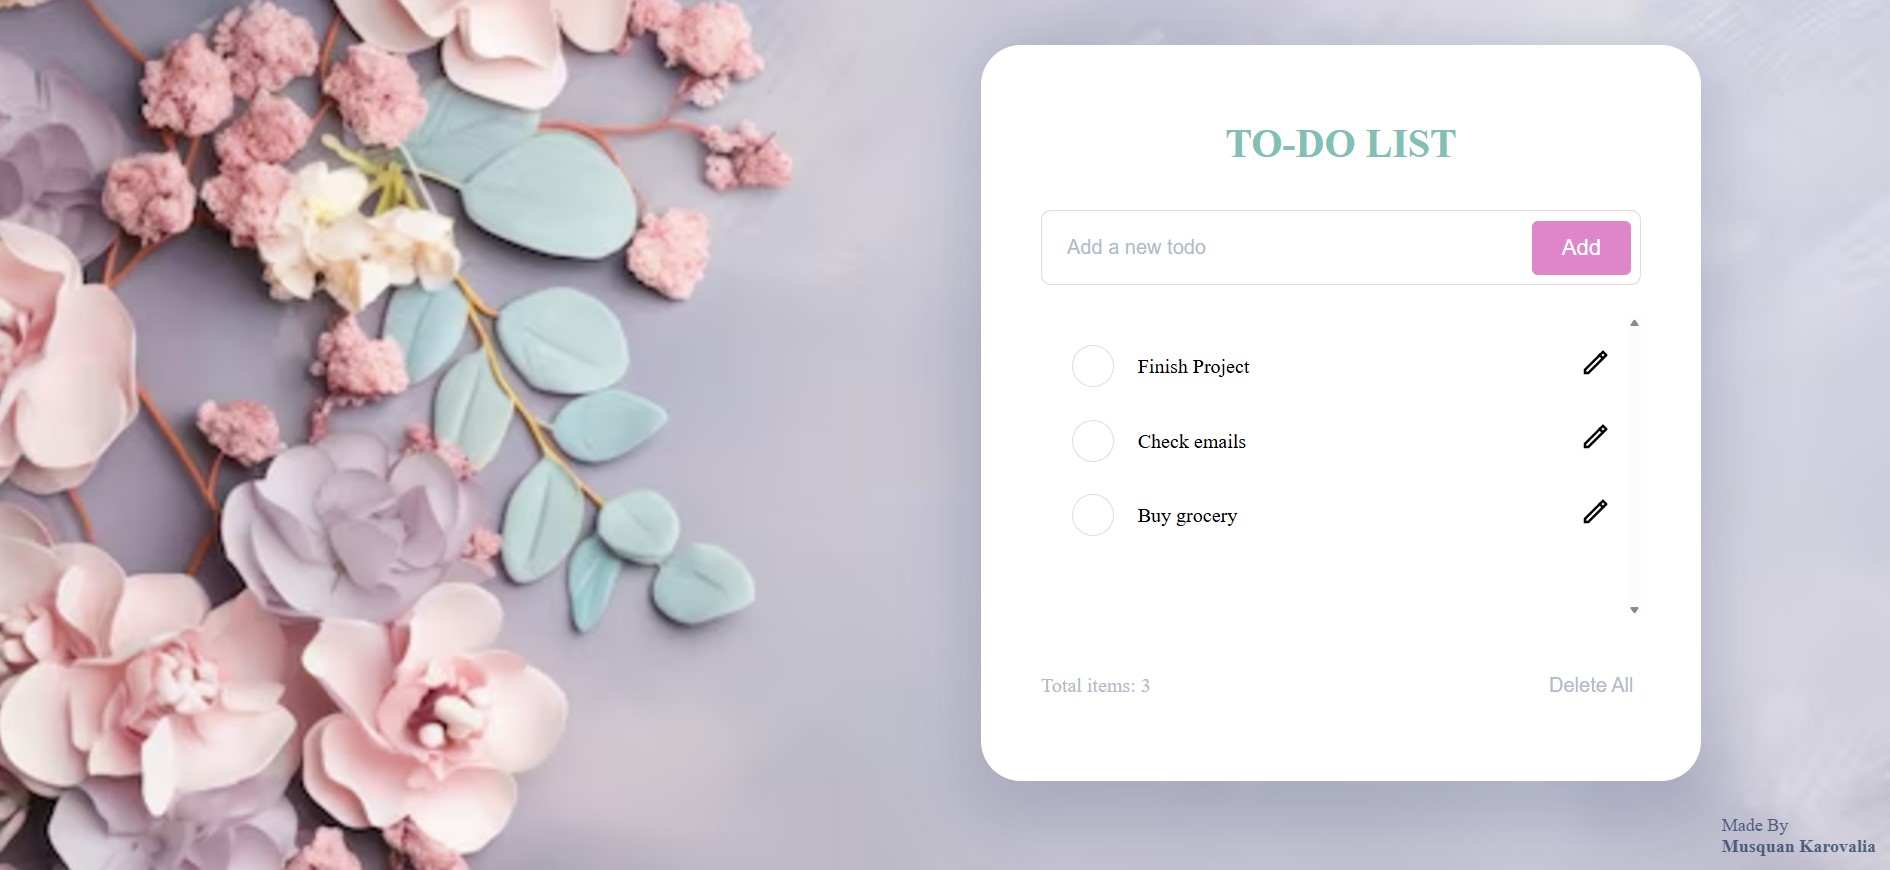 TO-DO LIST
Add a new todo
Add
Finish Project
Check emails
Buy grocery
Total items: 3
Delete All
Made By
Musquan Karovalia